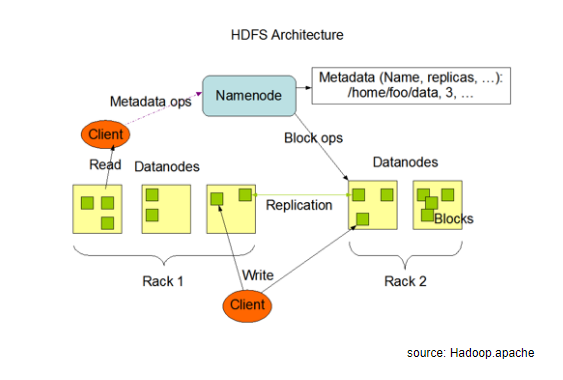 HDFS Architecture
Metadata (Name, replicas, ...):
/home/foo/data, 3, ...
Namenode
Metadata ops
Client
Block ops
Read
Datanodes
Datanodes
Replication
Blocks
Rack 1
Write
Rack 2
Client
source: Hadoop.apache